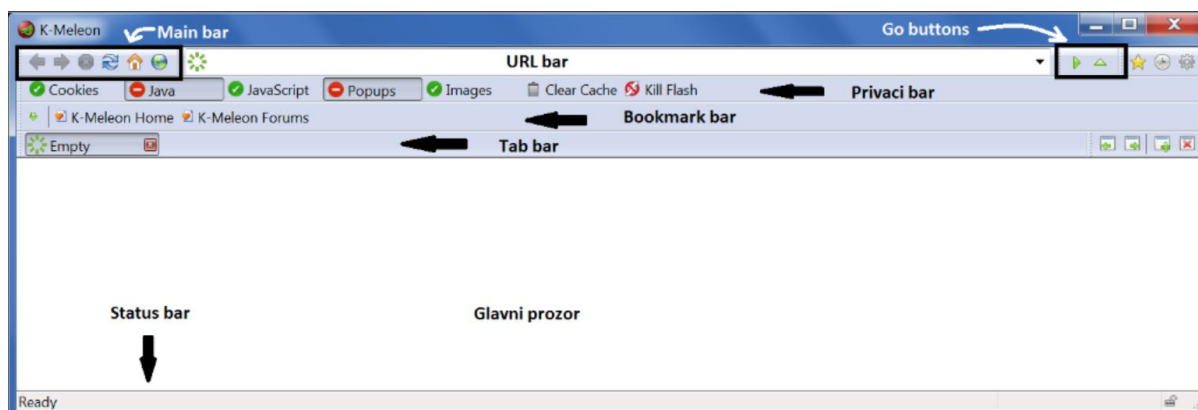 K-Meleon Main bar Go buttons
URL bar
Cookies Java JavaScript Popups Images Clear Cache Kill Flash Privaci bar
K-Meleon Home K-Meleon Forums Bookmark bar
Empty Tab bar
Status bar Glavni prozor
Ready